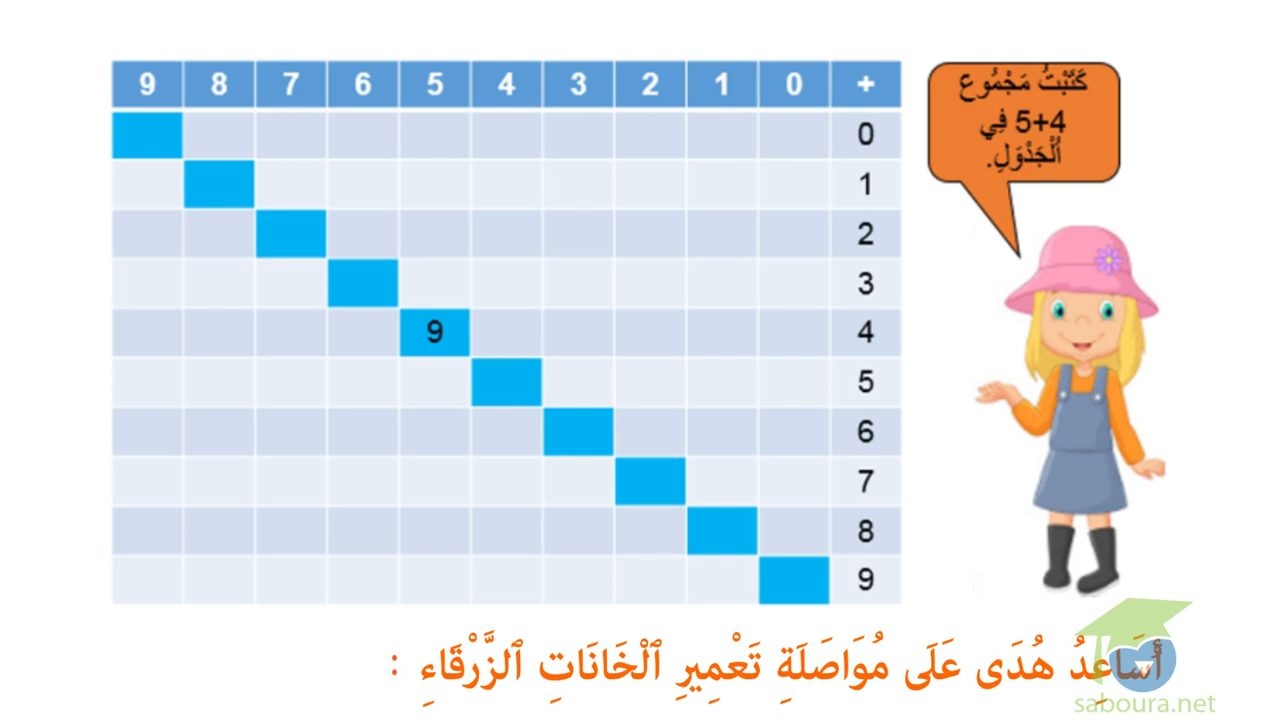 9 8 7 6 5 4 3 2 1 0 +
0
1
2
3
9 4
5
6
7
8
9
كَتَبْتُ مَجْمُوع
5+4 فِي
اُلْجَدْوَلِ.
أُسَاعِدُ هُدَى عَلَى مُوَاصَلَةِ تَعْمِيرِ ٱلْخَانَاتِ ٱلزَّرْقَاءِ :
saboura.net